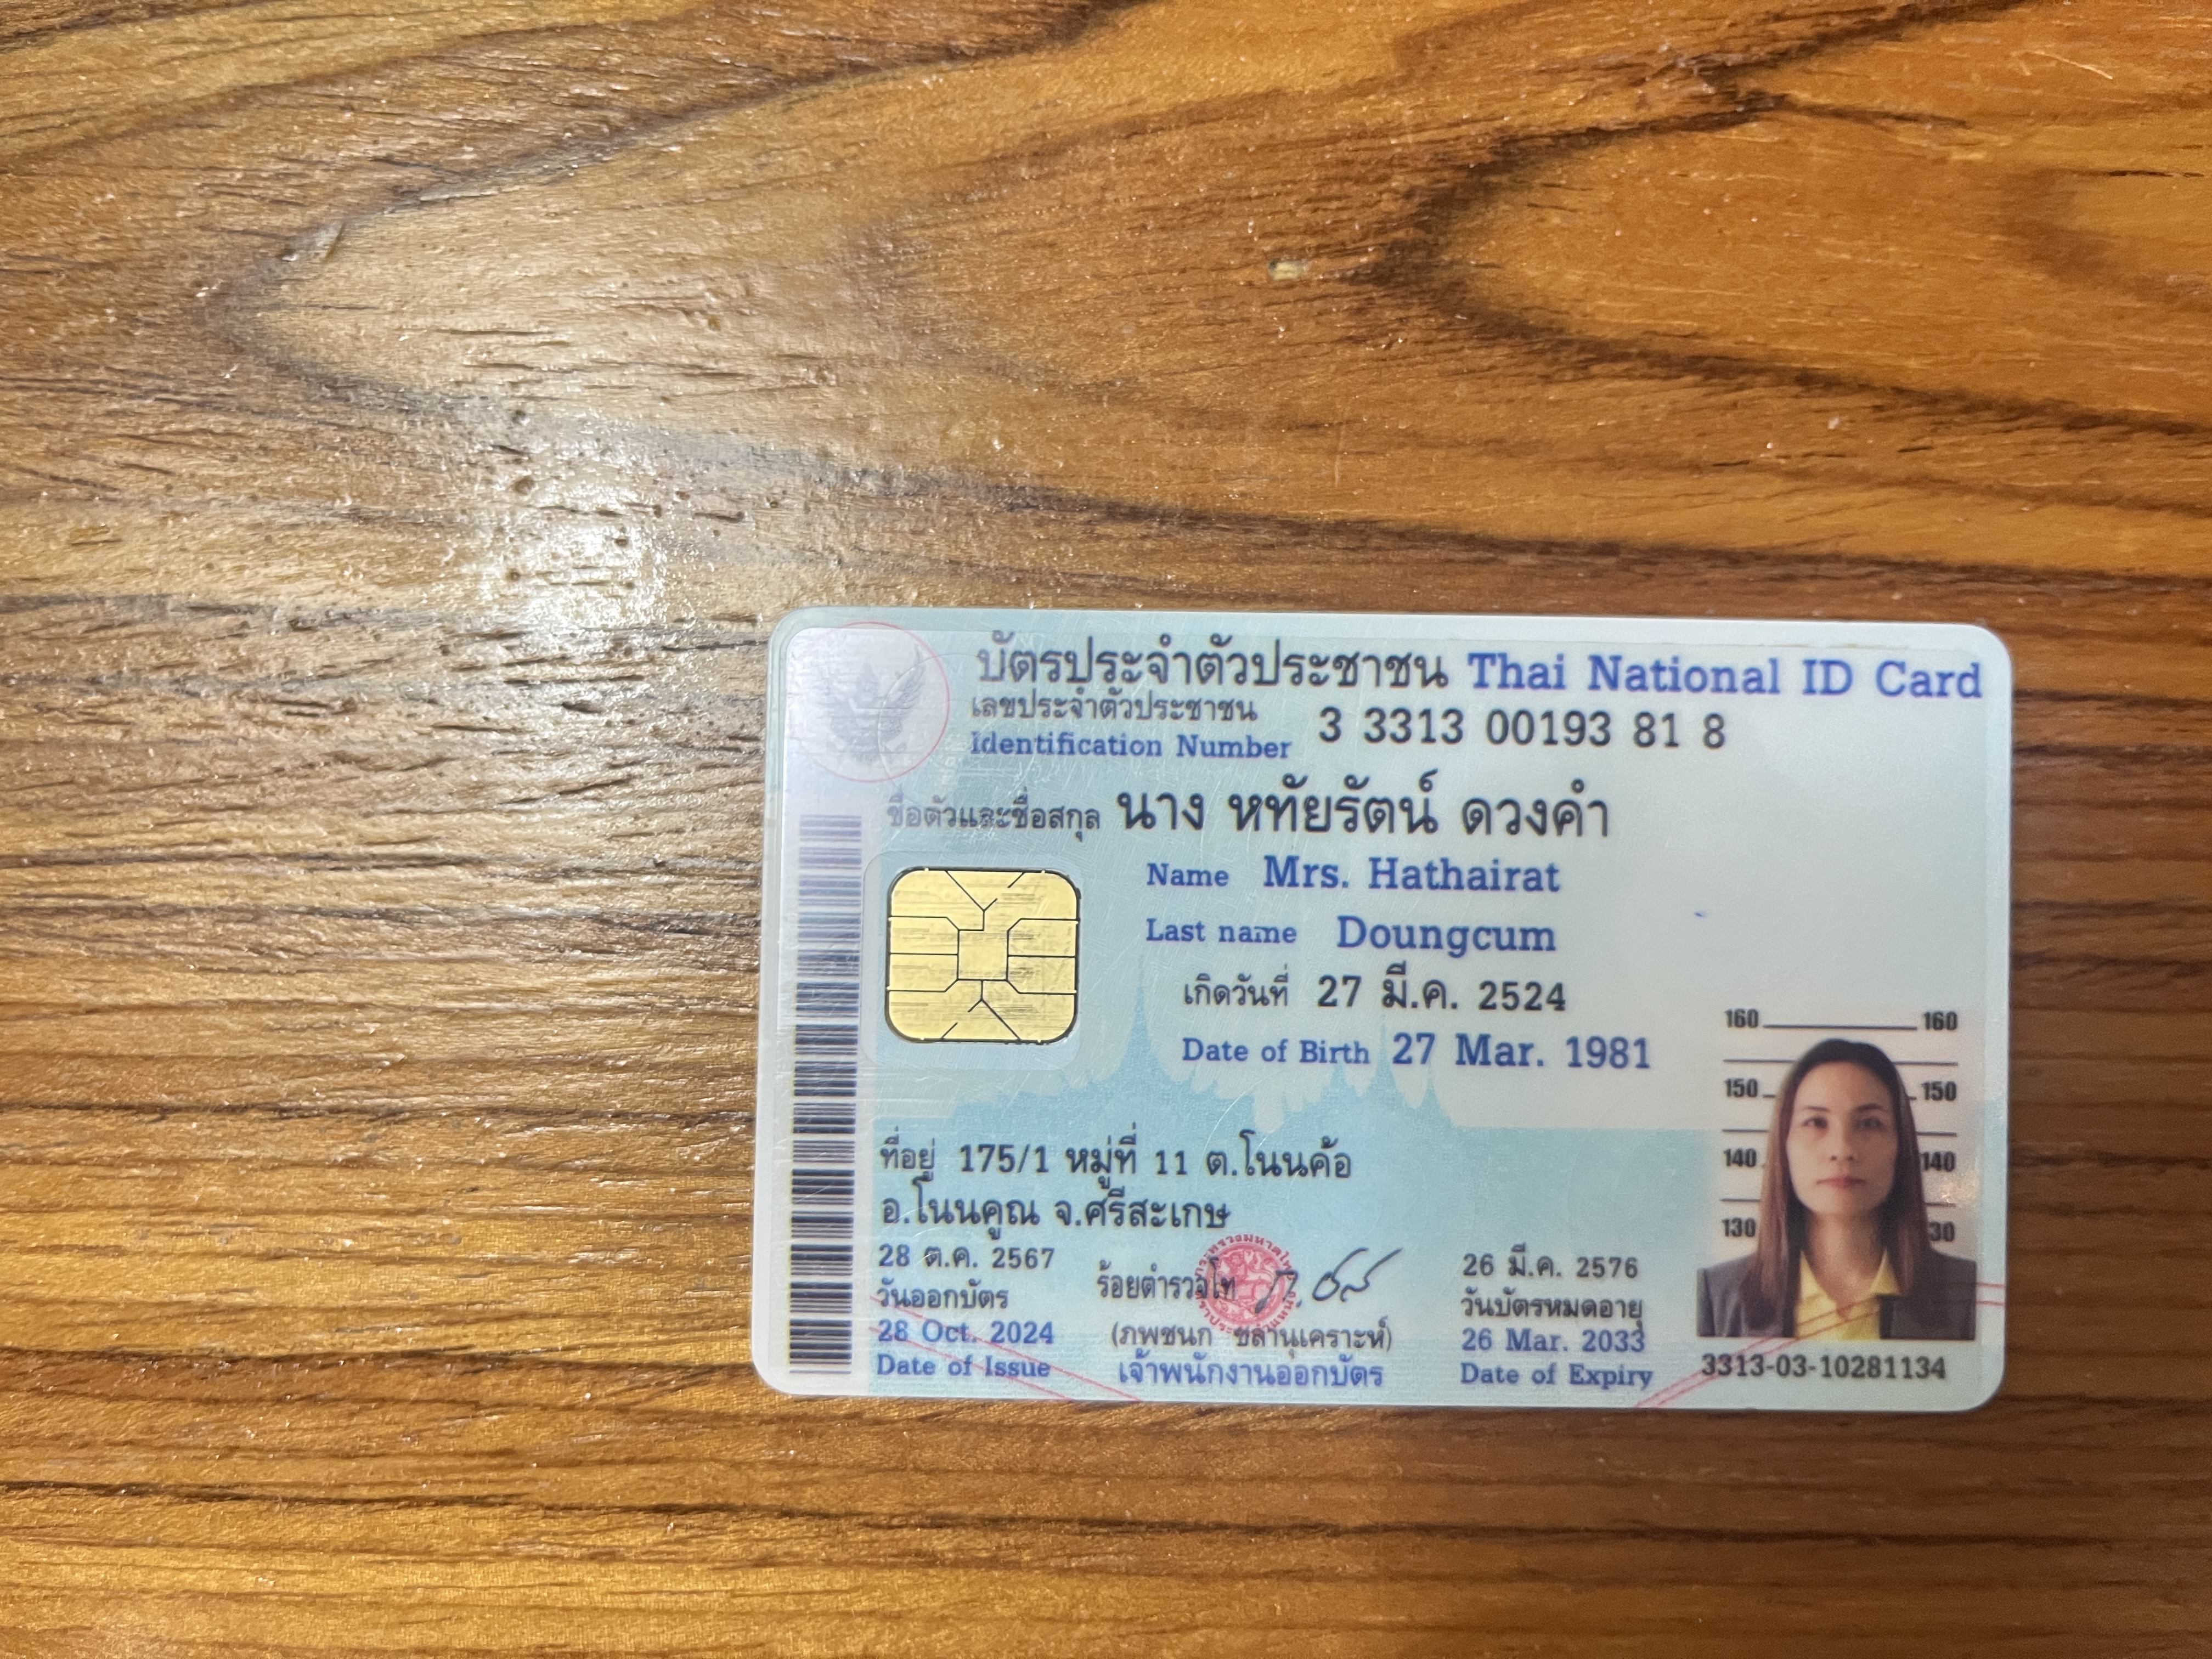 บัตรประจำตัวประชาชน Thai National ID Card
เลขประจำตัวประชาชน
Identification Number 3 3313 00193 81 8
ชื่อตัวและชื่อสกุล นาง หทัยรัตน์ ดวงคำ
Name Mrs. Hathairat
Last name Doungcum
เกิดวันที่ 27 มี.ค. 2524
Date of Birth 27 Mar. 1981
ที่อยู่ 175/1 หมู่ที่ 11 ต.โนนค้อ
อ.โนนคูณ จ.ศรีสะเกษ
28 ต.ค. 2567
วันออกบัตร
28 Oct. 2024
Date of Issue
ร้อยตำรวจโท
(ภพชนก ชลานุเคราะห์)
เจ้าพนักงานออกบัตร
26 มี.ค. 2576
วันบัตรหมดอายุ
26 Mar. 2033
Date of Expiry
160 160
150 150
140 140
130 30
3313-03-10281134